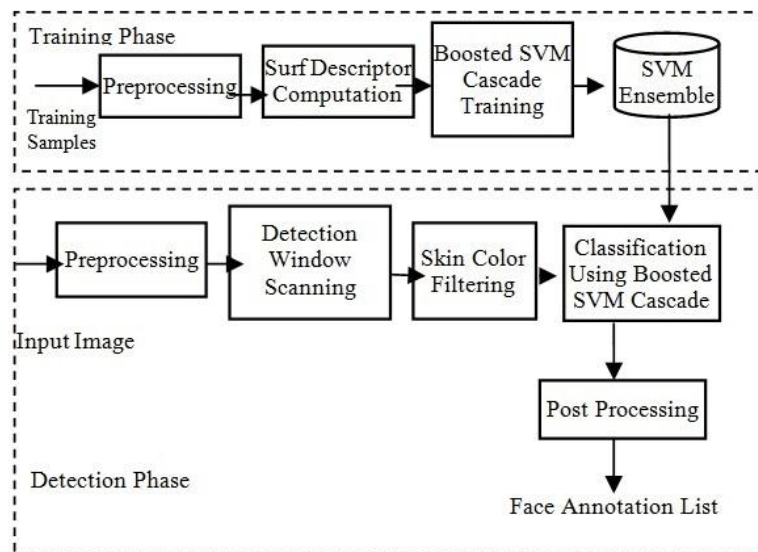 Training Phase
Training
Samples
Preprocessing
Surf Descriptor
Computation
Boosted SVM
Cascade
Training
SVM
Ensemble
Input Image
Preprocessing
Detection
Window
Scanning
Skin Color
Filtering
Classification
Using Boosted
SVM Cascade
Post Processing
Face Annotation List
Detection Phase